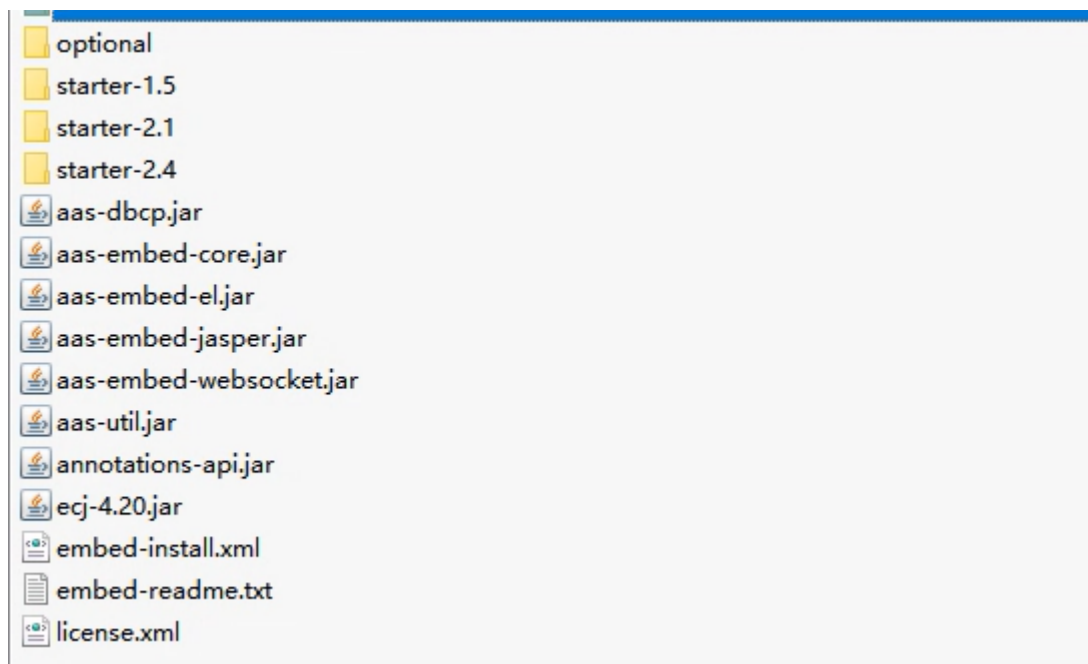 optional
starter-1.5
starter-2.1
starter-2.4
aas-dbcp.jar
aas-embed-core.jar
aas-embed-el.jar
aas-embed-jasper.jar
aas-embed-websocket.jar
aas-util.jar
annotations-api.jar
ecj-4.20.jar
embed-install.xml
embed-readme.txt
license.xml